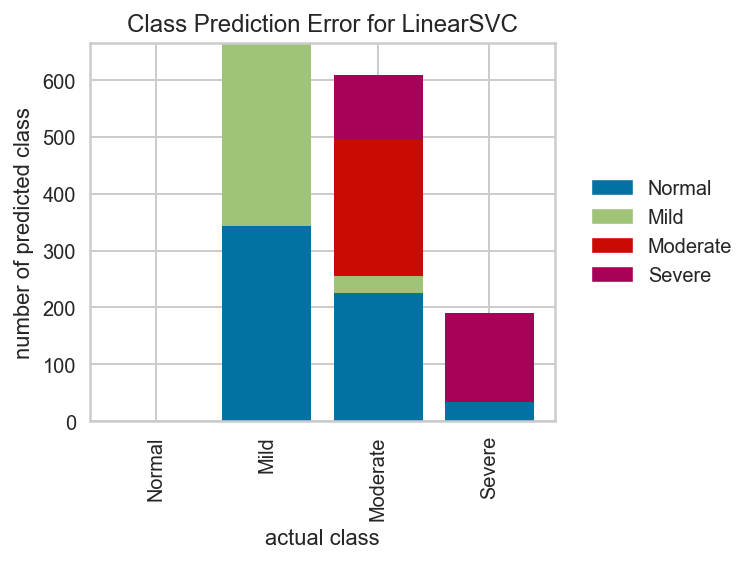 Class Prediction Error for LinearSVC
number of predicted class
600
500
400
300
200
100
0
Normal
Mild
Moderate
Severe
actual class
Normal
Mild
Moderate
Severe